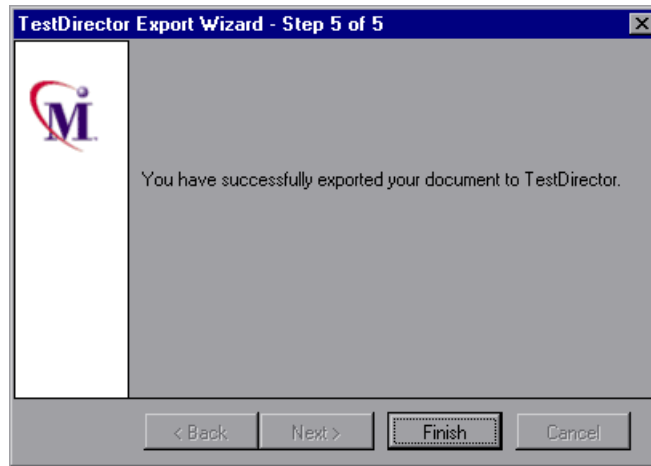 TestDirector Export Wizard - Step 5 of 5
M
You have successfully exported your document to TestDirector.
< Back Next > Finish Cancel